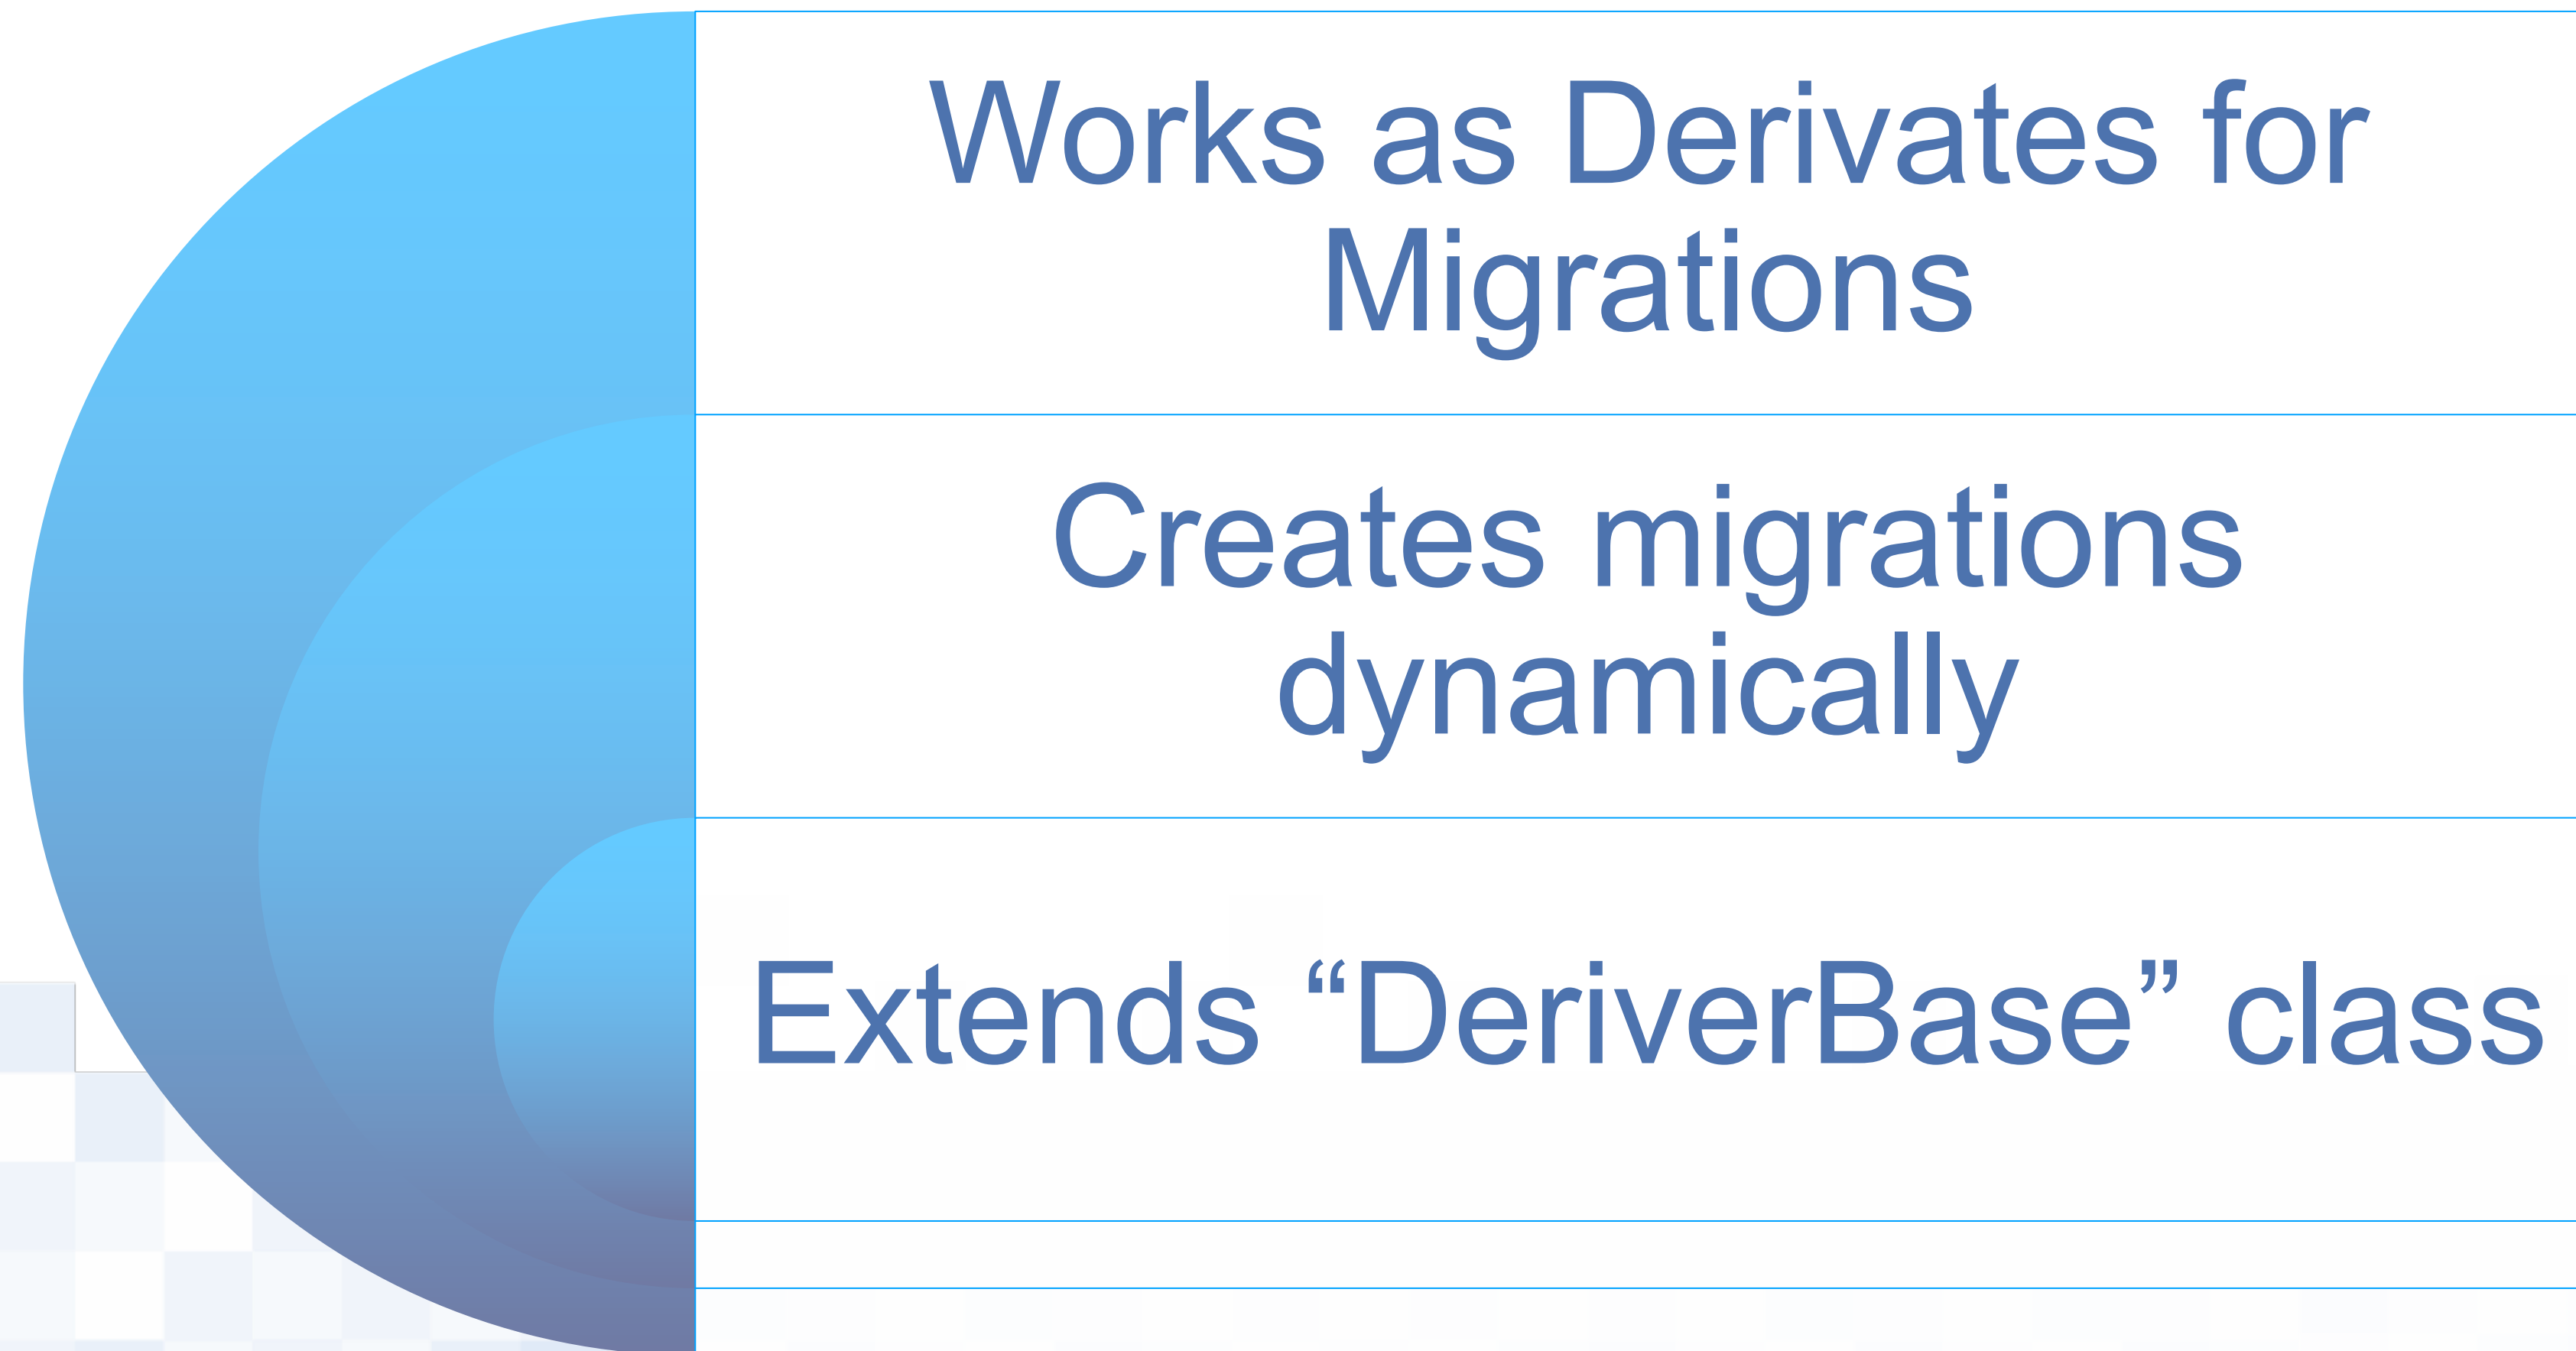 Works as Derivates for
Migrations
Creates migrations
dynamically
Extends “DeriverBase” class